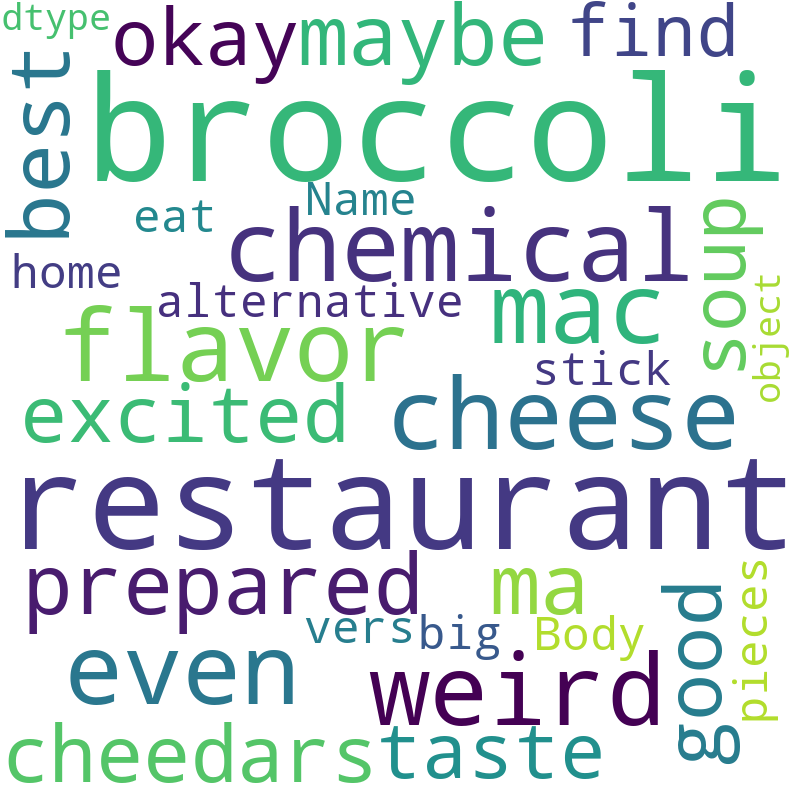 dtype
okay
maybe
find
best
broccoli
Name
eat
chemical
soup
home
alternative
mac
object
flavor
stick
excited
cheese
restaurant
prepared
ma
good
pieces
vers
big
Body
even
weird
cheedars
taste